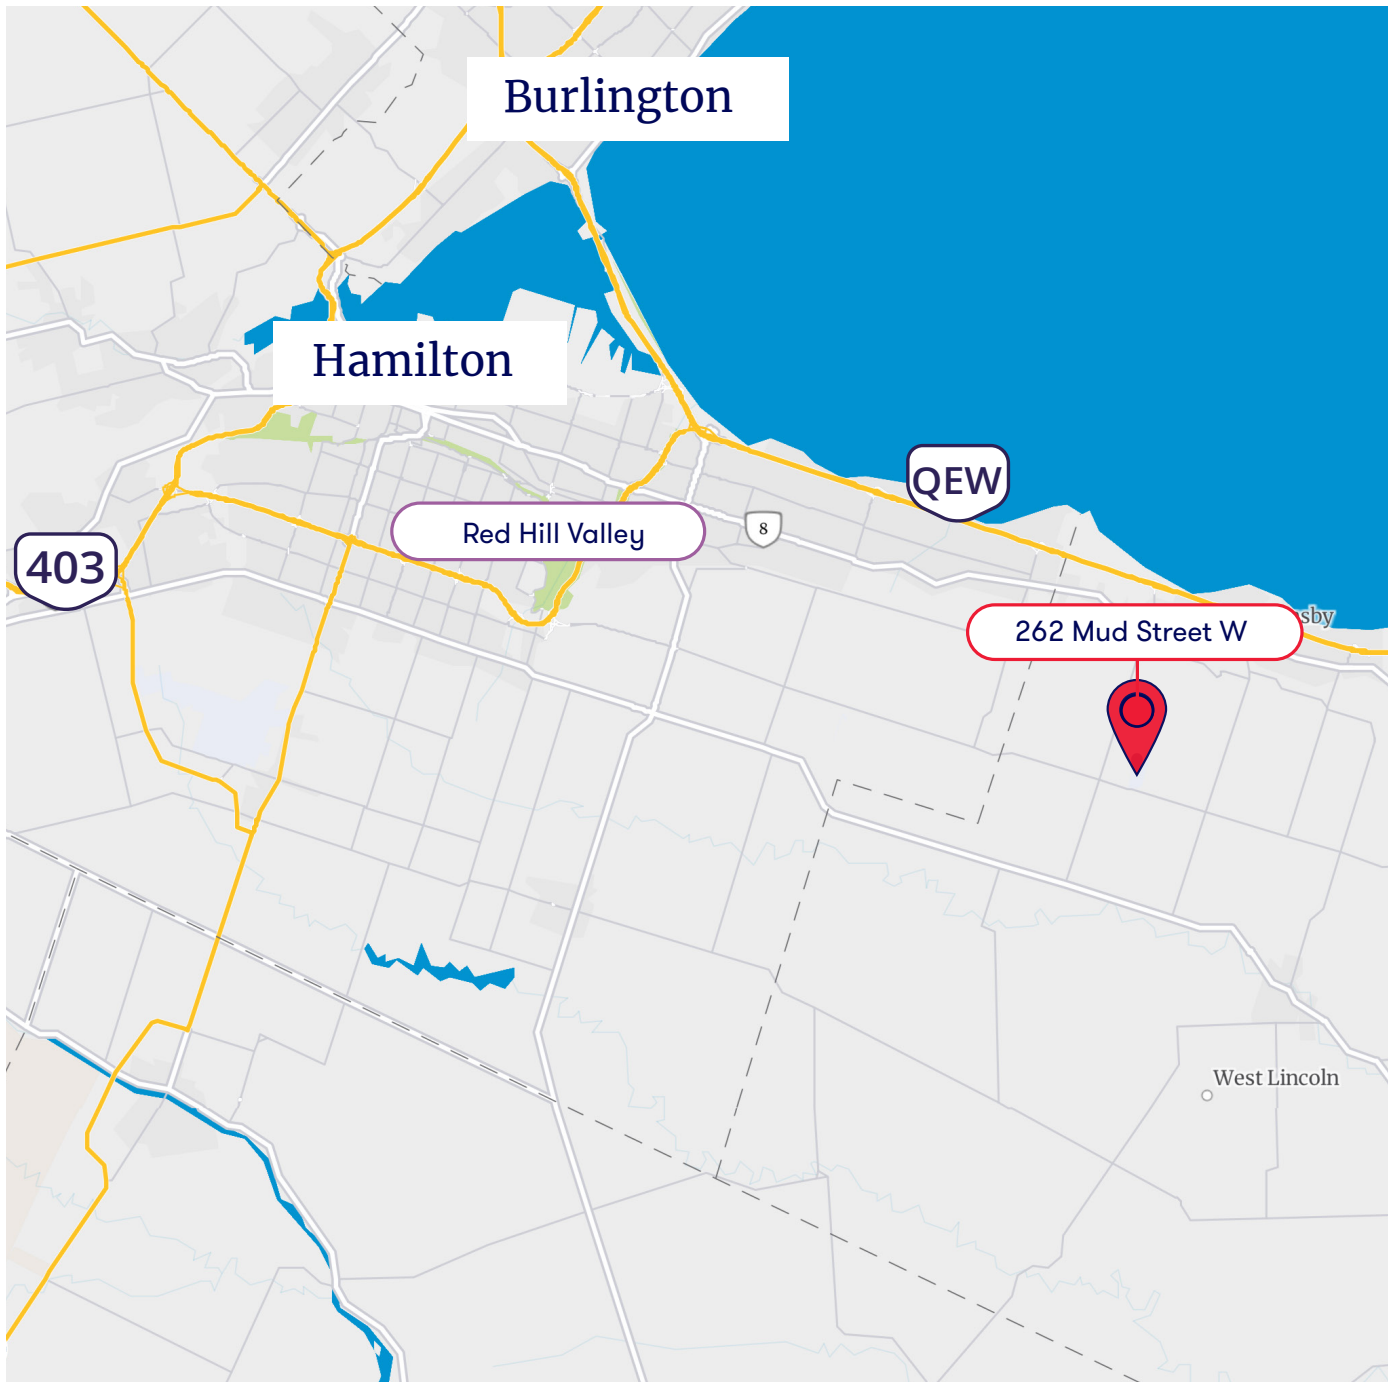 Burlington
Hamilton
QEW
Red Hill Valley
8
403
sby
262 Mud Street W
West Lincoln